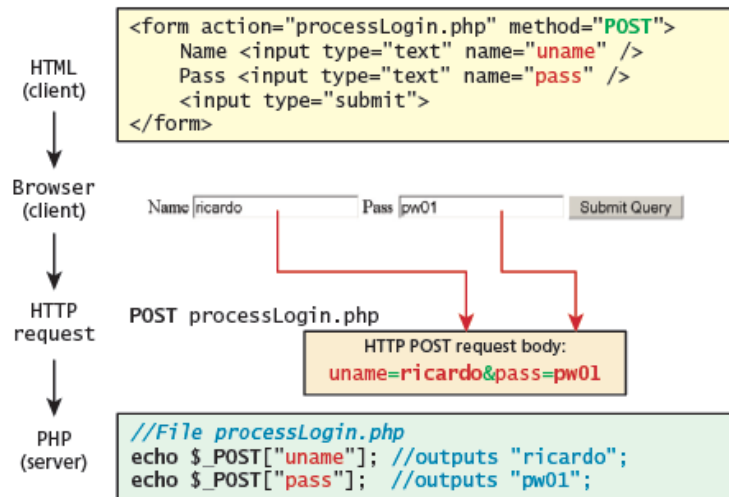 <form action="processLogin.php" method="POST">
Name <input type="text" name="uname" />
Pass <input type="text" name="pass" />
<input type="submit">
</form>
HTML
(client)
Browser
(client)
Name ricardo Pass pw01 Submit Query
HTTP
request
POST processLogin.php
HTTP POST request body:
uname=ricardo&pass=pw01
PHP
(server)
//File processLogin.php
echo $_POST["uname"]; //outputs "ricardo";
echo $_POST["pass"]; //outputs "pw01";